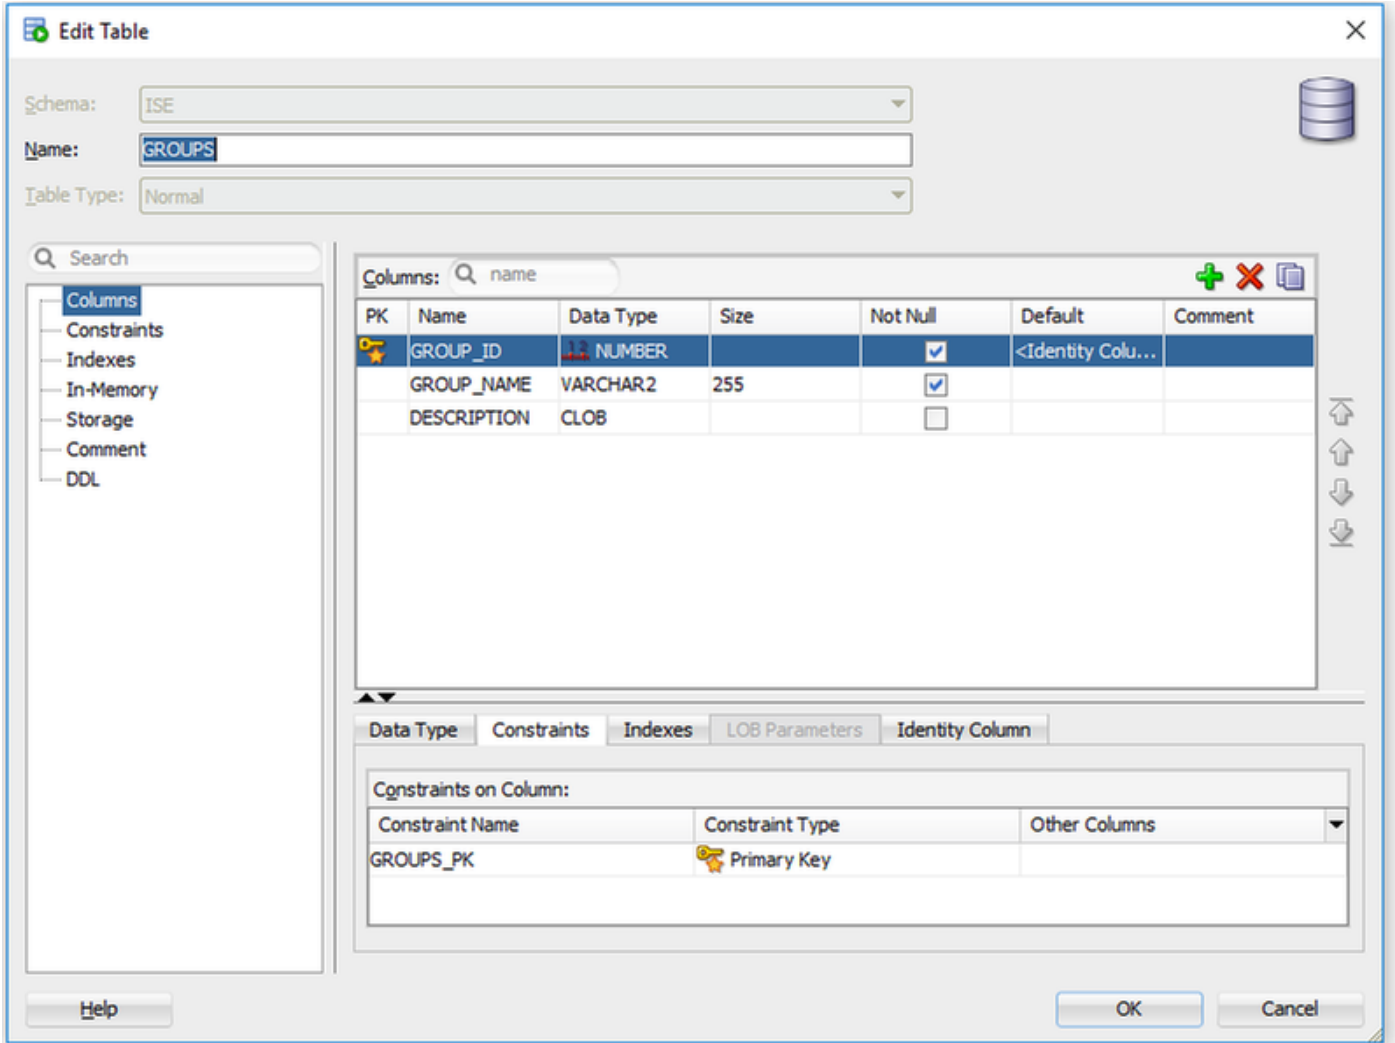 Edit Table
Schema: ISE
Name: GROUPS
Table Type: Normal
Search
Columns
Constraints
Indexes
In-Memory
Storage
Comment
DDL
Columns: name
PK Name Data Type Size Not Null Default Comment
GROUP_ID NUMBER <Identity Colu...
GROUP_NAME VARCHAR2 255
DESCRIPTION CLOB
Data Type Constraints Indexes LOB Parameters Identity Column
Constraints on Column:
Constraint Name Constraint Type Other Columns
GROUPS_PK Primary Key
Help OK Cancel